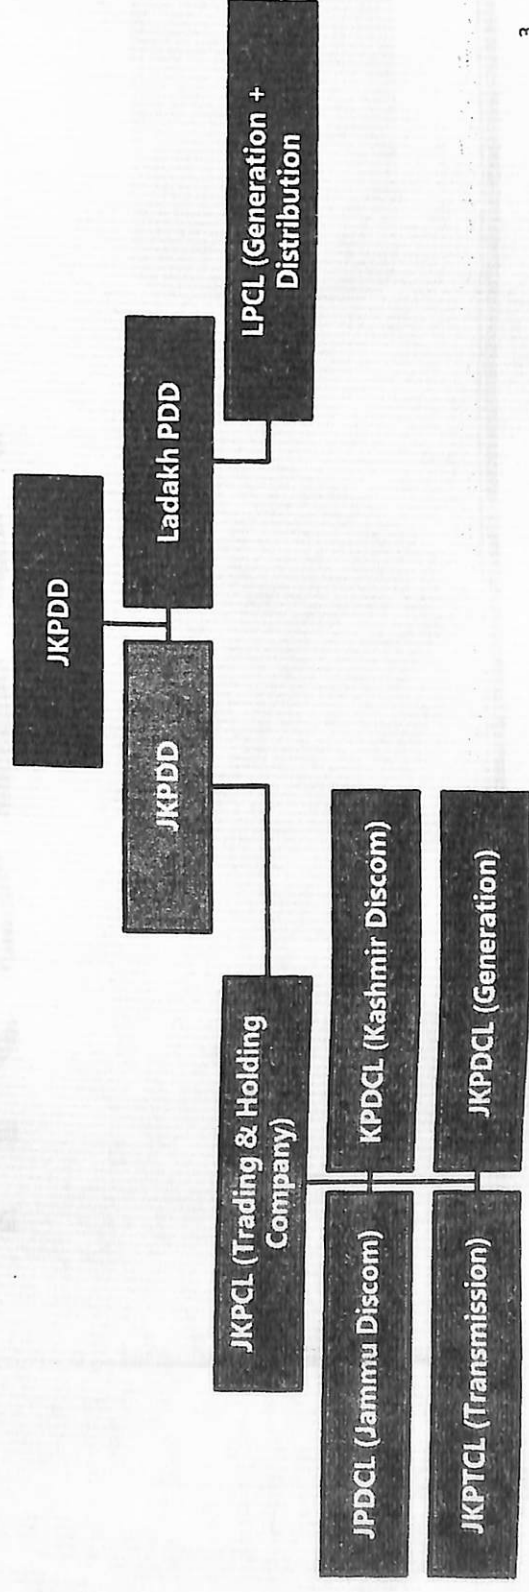 JKPDD
JKPDD
Ladakh PDD
JKPCL (Trading & Holding
Company)
LPCL (Generation +
Distribution
JPDCL (Jammu Discom)
KPDCL (Kashmir Discom)
JKPTCL (Transmission)
JKPDCL (Generation)
3